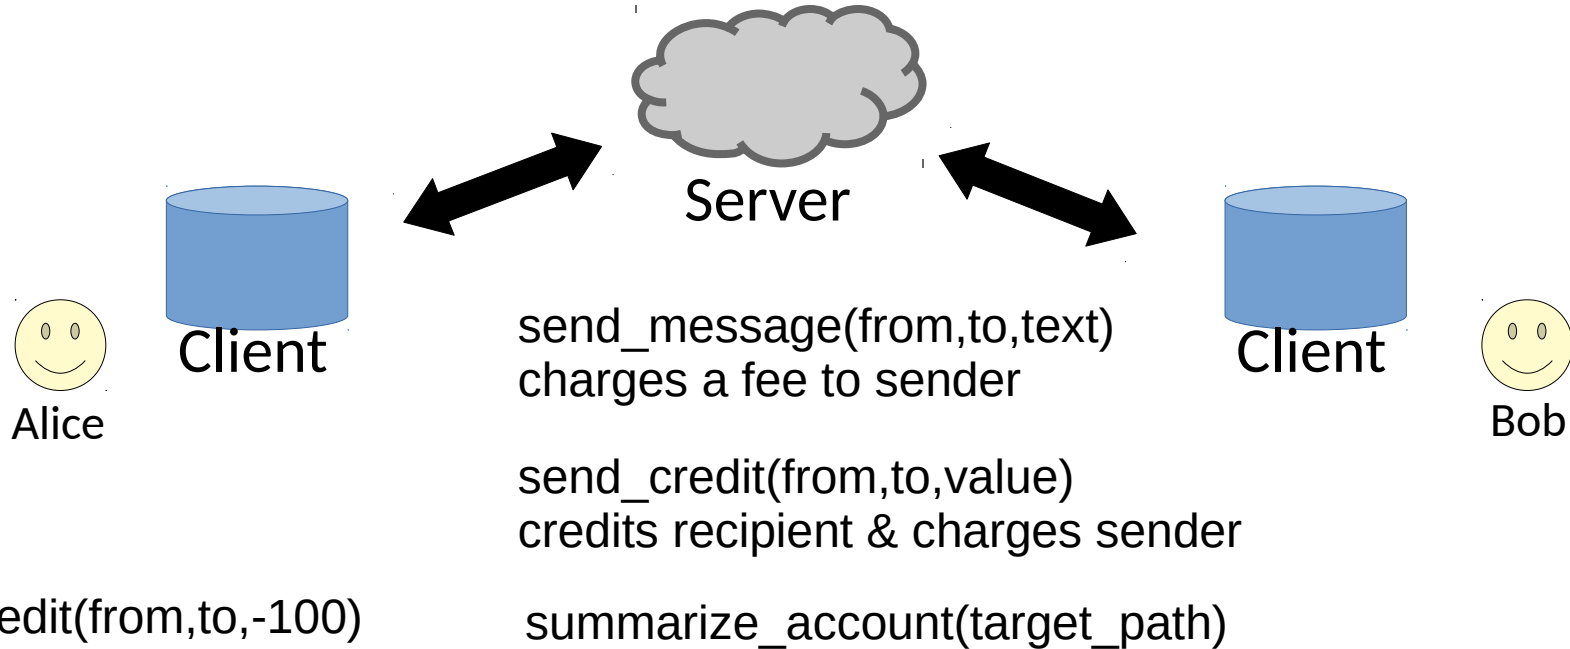 Server
Client
Client
Alice
Bob
send_message(from,to,text)
charges a fee to sender
send_credit(from,to,value)
credits recipient & charges sender
edit(from,to,-100)
summarize_account(target_path)